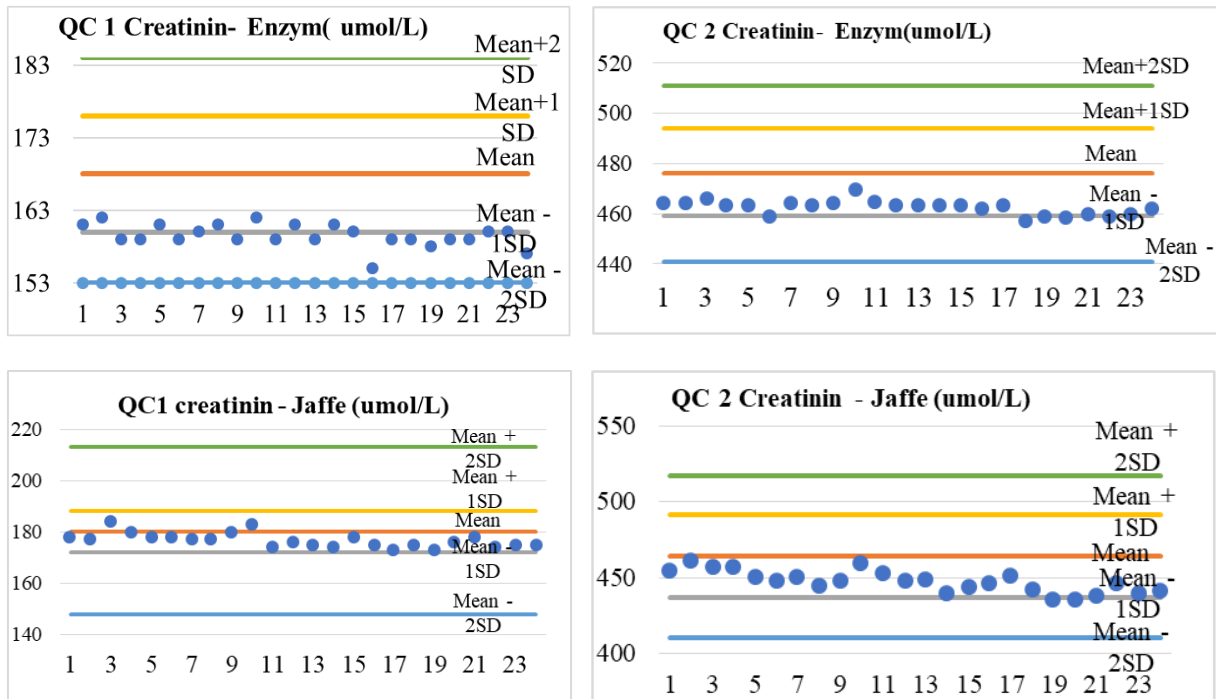 QC 1 Creatinin- Enzym( umol/L)
Mean+2
SD
183
Mean+1
SD
173
Mean
163
Mean -
1SD
Mean -
2SD
153
1 3 5 7 9 11 13 15 17 19 21 23
QC 2 Creatinin- Enzym(umol/L)
520
Mean+2SD
500
Mean+1SD
480
Mean
Mean -
1SD
460
Mean -
2SD
440
1 3 5 7 9 11 13 15 17 19 21 23
QC1 creatinin - Jaffe (umol/L)
220
Mean +
2SD
200
Mean +
1SD
180
Mean
Mean -
1SD
160
Mean -
2SD
140
1 3 5 7 9 11 13 15 17 19 21 23
QC 2 Creatinin - Jaffe (umol/L)
550
Mean +
2SD
500
Mean +
1SD
Mean
450
Mean -
1SD
Mean -
2SD
400
1 3 5 7 9 11 13 15 17 19 21 23